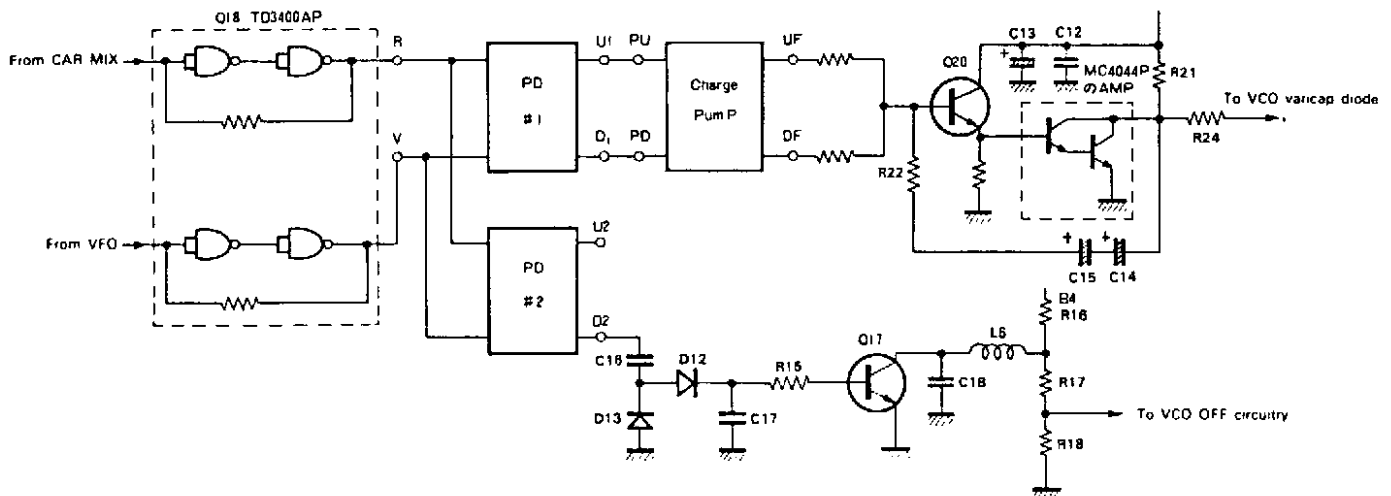 Q18 TD3400AP
From CAR MIX
R
V
From VFO
PD
#1
U1
PU
D1
PD
Charge
PumP
UF
DF
PD
#2
U2
D2
Q20
C13
+
C12
MC4044P
のAMP
R21
To VCO varicap diode
R24
R22
+
+
C15
C14
B4
R16
C16
D12
D13
C17
R15
Q17
L6
C18
R17
To VCO OFF circuitry
R18